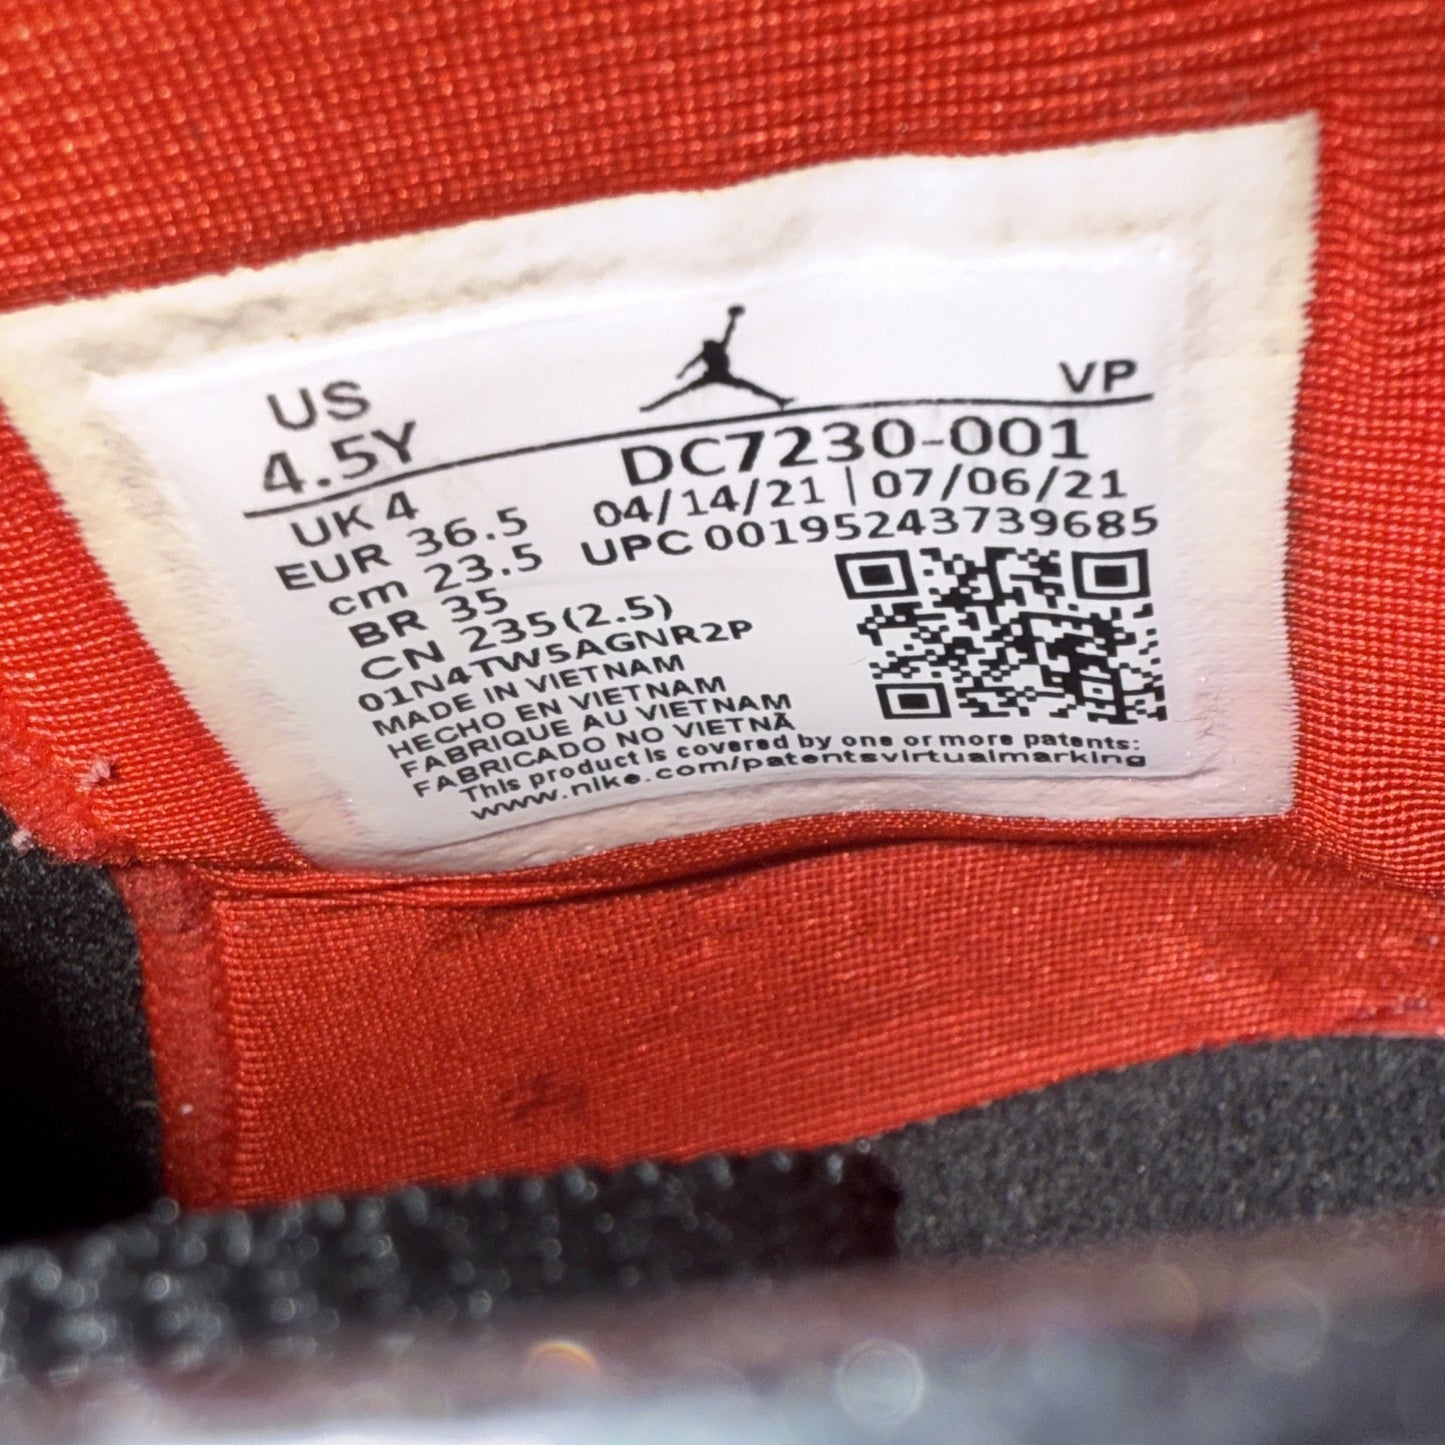 US
4.5Y
VP
UK 4
EUR 36.5
cm 23.5
BR 35
CN 235(2.5)
01N4TW5AGNR2P
MADE IN VIETNAM
HECHO EN VIETNAM
FABRIQUE AU VIETNAM
FABRICADO NO VIETNÃ
DC7230-001
04/14/21 | 07/06/21
UPC 00195243739685
This product is covered by one or more patents:
www.nike.com/patentsvirtualmarking